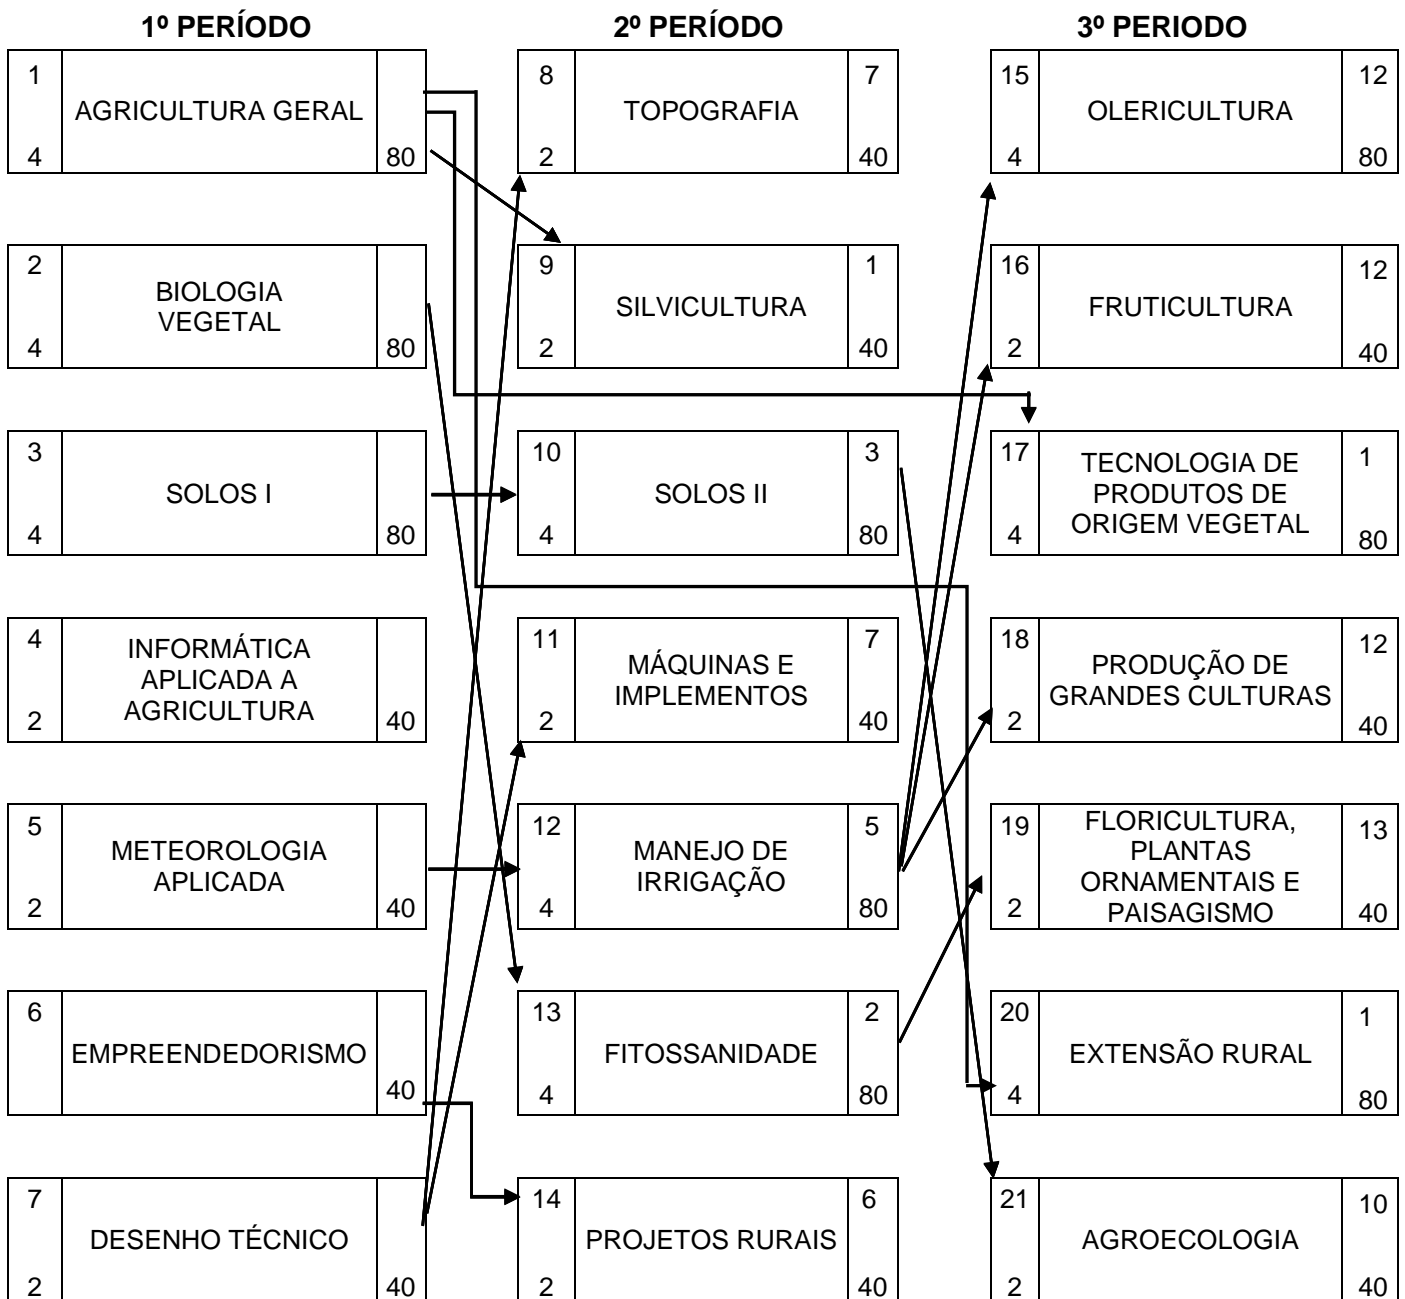 1º PERÍODO
2º PERÍODO
3º PERIODO
1
AGRICULTURA GERAL
4
80
8
7
TOPOGRAFIA
2
40
15
12
OLERICULTURA
4
80
2
BIOLOGIA
VEGETAL
4
80
9
1
SILVICULTURA
2
40
16
12
FRUTICULTURA
2
40
3
SOLOS I
4
80
10
3
SOLOS II
4
80
17
1
TECNOLOGIA DE
PRODUTOS DE
ORIGEM VEGETAL
4
80
4
INFORMÁTICA
APLICADA A
AGRICULTURA
2
40
11
7
MÁQUINAS E
IMPLEMENTOS
2
40
18
12
PRODUÇÃO DE
GRANDES CULTURAS
2
40
5
METEOROLOGIA
APLICADA
2
40
12
5
MANEJO DE
IRRIGAÇÃO
4
80
19
13
FLORICULTURA,
PLANTAS
ORNAMENTAIS E
PAISAGISMO
2
40
6
EMPREENDEDORISMO
40
13
2
FITOSSANIDADE
4
80
20
1
EXTENSÃO RURAL
4
80
7
DESENHO TÉCNICO
2
40
14
6
PROJETOS RURAIS
2
40
21
10
AGROECOLOGIA
2
40